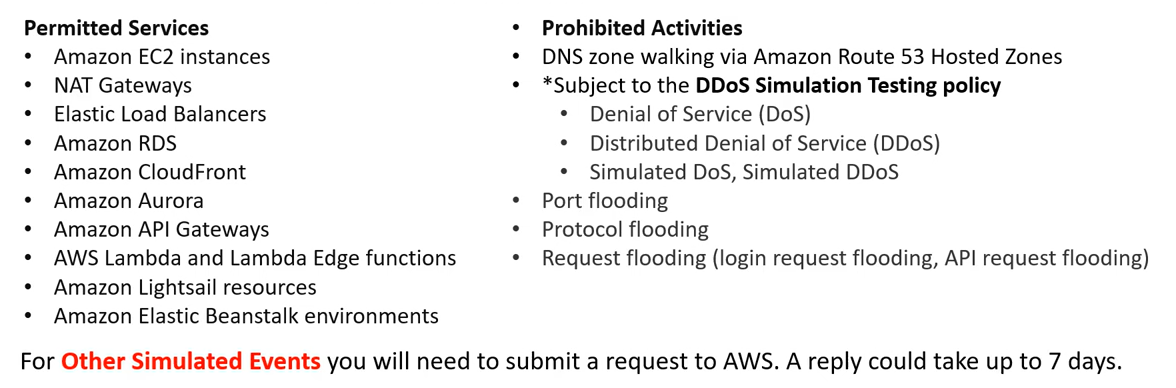 Permitted Services
• Amazon EC2 instances
• NAT Gateways
• Elastic Load Balancers
• Amazon RDS
• Amazon CloudFront
• Amazon Aurora
• Amazon API Gateways
• AWS Lambda and Lambda Edge functions
• Amazon Lightsail resources
• Amazon Elastic Beanstalk environments
• Prohibited Activities
• DNS zone walking via Amazon Route 53 Hosted Zones
• *Subject to the DDoS Simulation Testing policy
• Denial of Service (DoS)
• Distributed Denial of Service (DDoS)
• Simulated DoS, Simulated DDoS
• Port flooding
• Protocol flooding
• Request flooding (login request flooding, API request flooding)
For Other Simulated Events you will need to submit a request to AWS. A reply could take up to 7 days.